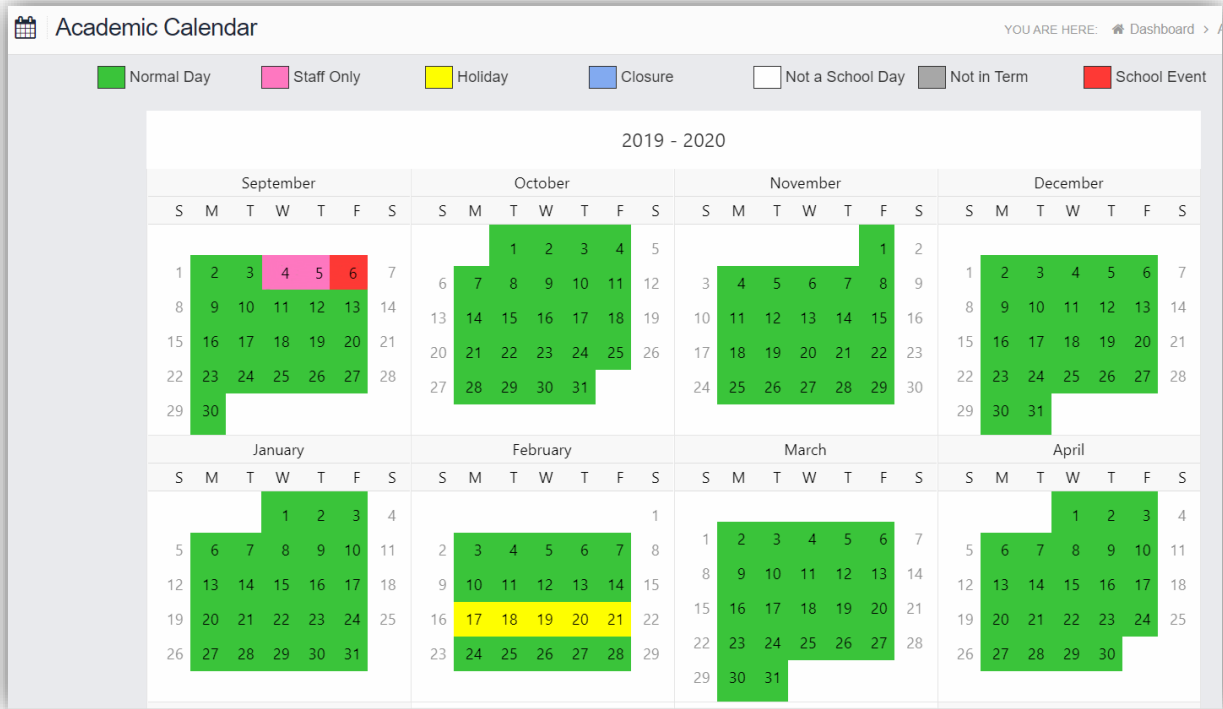 Academic Calendar
YOU ARE HERE: Dashboard > A
Normal Day Staff Only Holiday Closure Not a School Day Not in Term School Event
2019 - 2020
September October November December
S M T W T F S S M T W T F S S M T W T F S S M T W T F S
1 2 3 4 5 1 2
1 2 3 4 5 6 7 6 7 8 9 10 11 12 3 4 5 6 7 8 9 1 2 3 4 5 6 7
8 9 10 11 12 13 14 13 14 15 16 17 18 19 10 11 12 13 14 15 16 8 9 10 11 12 13 14
15 16 17 18 19 20 21 20 21 22 23 24 25 26 17 18 19 20 21 22 23 15 16 17 18 19 20 21
22 23 24 25 26 27 28 27 28 29 30 31 24 25 26 27 28 29 30 22 23 24 25 26 27 28
29 30 29 30 31
January February March April
S M T W T F S S M T W T F S S M T W T F S S M T W T F S
1 2 3 4 1 1 2 3 4
5 6 7 8 9 10 11 2 3 4 5 6 7 8 1 2 3 4 5 6 7 5 6 7 8 9 10 11
12 13 14 15 16 17 18 9 10 11 12 13 14 15 8 9 10 11 12 13 14 12 13 14 15 16 17 18
19 20 21 22 23 24 25 16 17 18 19 20 21 22 15 16 17 18 19 20 21 19 20 21 22 23 24 25
26 27 28 29 30 31 23 24 25 26 27 28 29 22 23 24 25 26 27 28 26 27 28 29 30
29 30 31